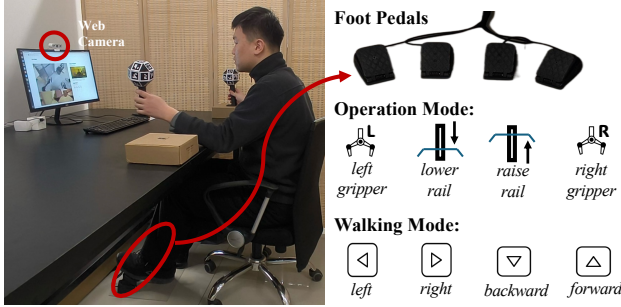 Web
Camera
Foot Pedals
Operation Mode:
L
R
left
gripper
lower
rail
raise
rail
right
gripper
Walking Mode:
left
right
backward
forward